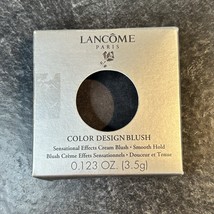 LANCÔME
PARIS
COLOR DESIGN BLUSH
Sensational Effects Cream Blush • Smooth Hold
Blush Crème Effets Sensationnels • Douceur et Tenue
0.123 OZ. (3.5g)